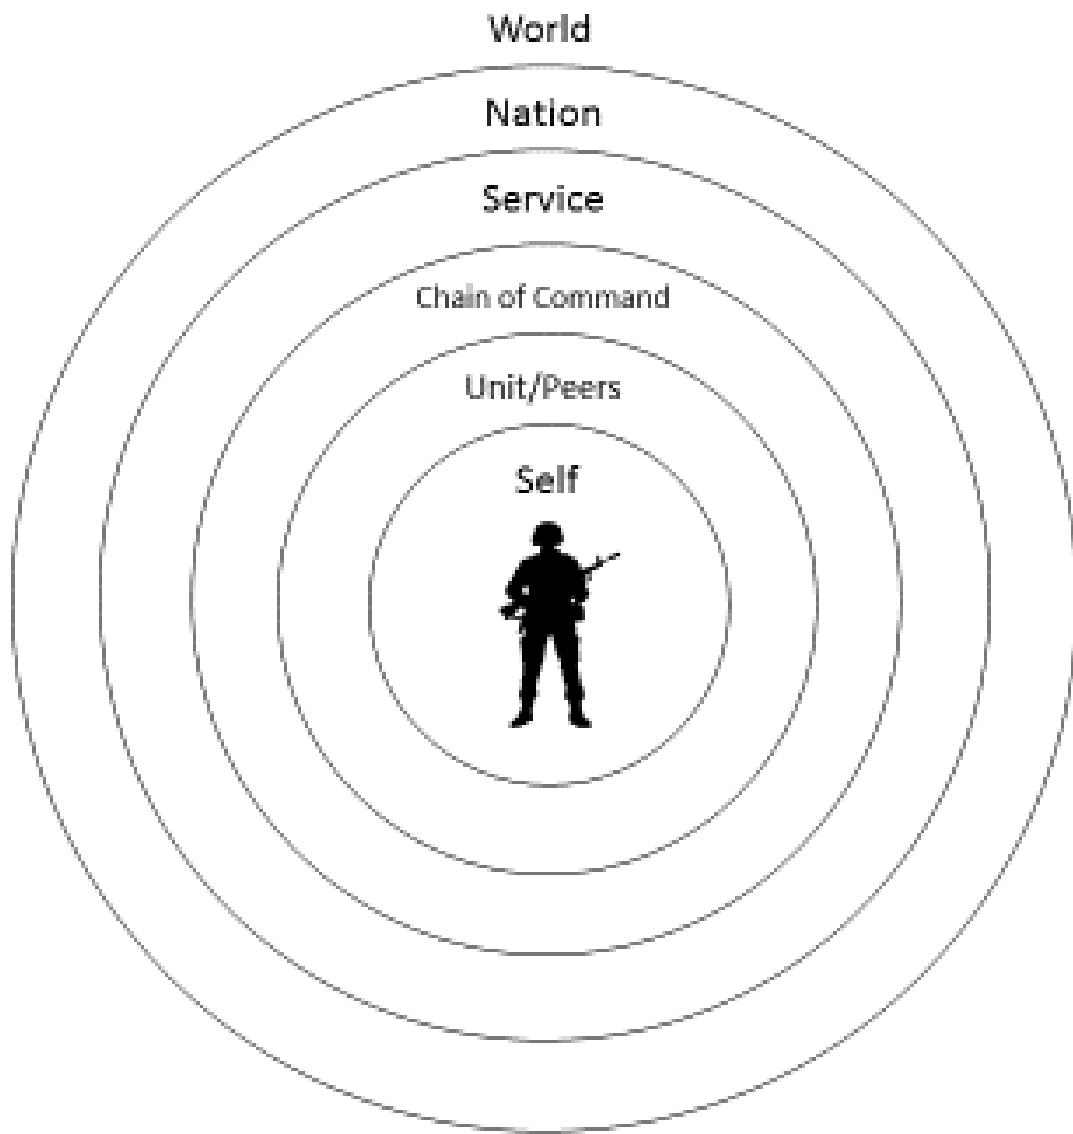 World
Nation
Service
Chain of Command
Unit/Peers
Self